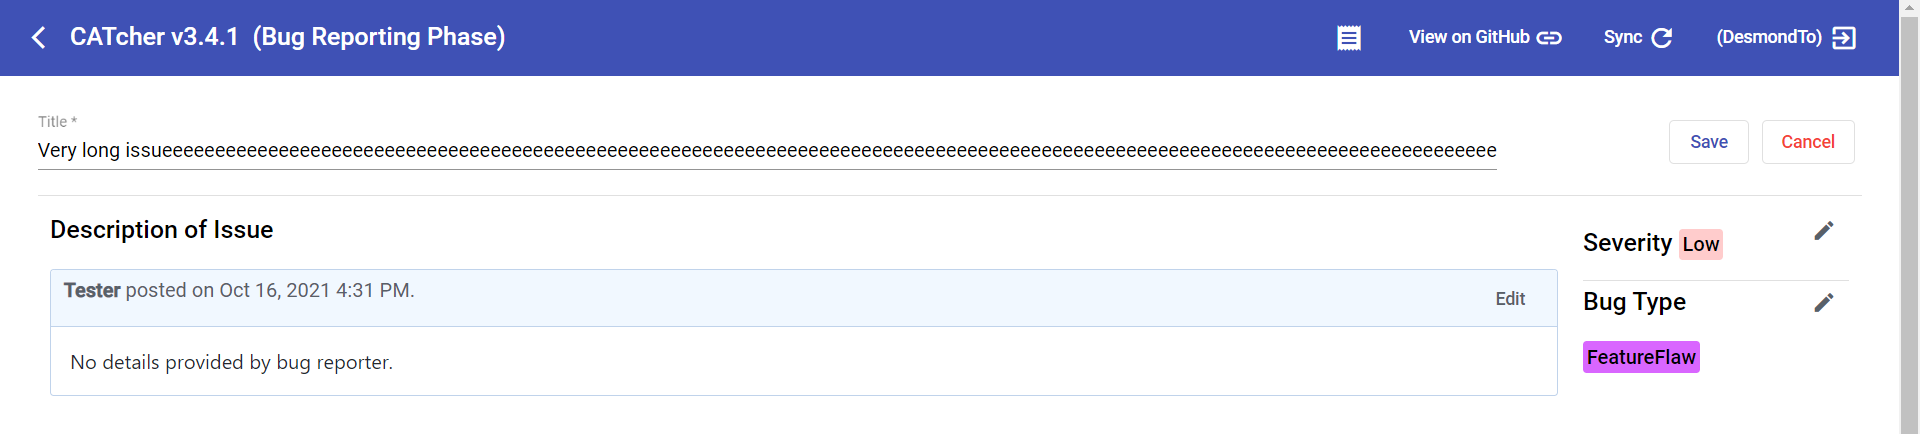 CATcher v3.4.1 (Bug Reporting Phase)
View on GitHub
Sync
(DesmondTo)
Title *
Very long issueeeeeeeeeeeeeeeeeeeeeeeeeeeeeeeeeeeeeeeeeeeeeeeeeeeeeeeeeeeeeeeeeeeeeeeeeeeeeeeeeeeeeeeeeeeeeeeeeeeeeeeeeeeeeeeeeeeeeeeeee
Save
Cancel
Description of Issue
Severity Low
Tester posted on Oct 16, 2021 4:31 PM.
Edit
Bug Type
No details provided by bug reporter.
FeatureFlaw